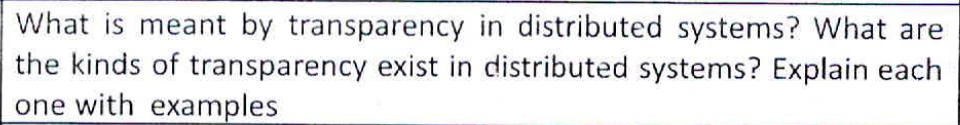 What is meant by transparency in distributed systems? What are
the kinds of transparency exist in distributed systems? Explain each
one with examples